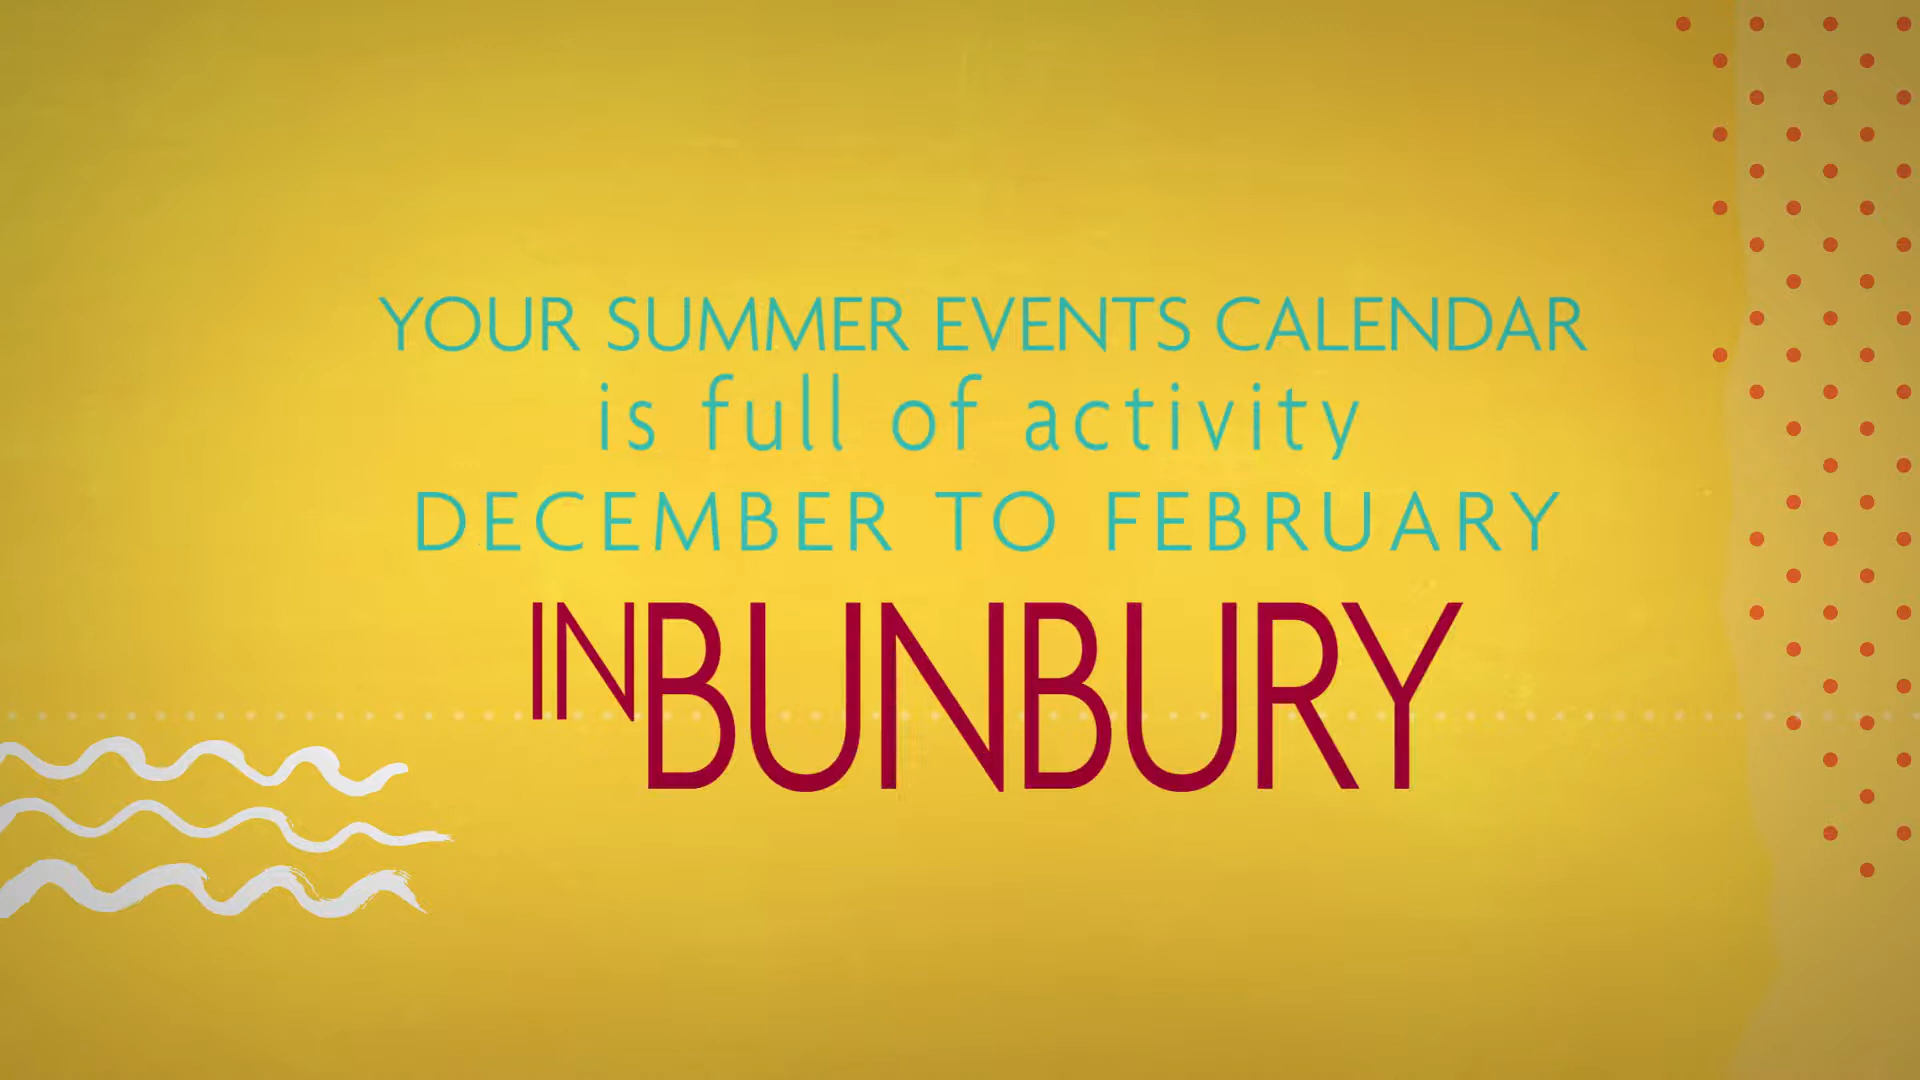 YOUR SUMMER EVENTS CALENDAR
is full of activity
DECEMBER TO FEBRUARY
IN BUNBURY